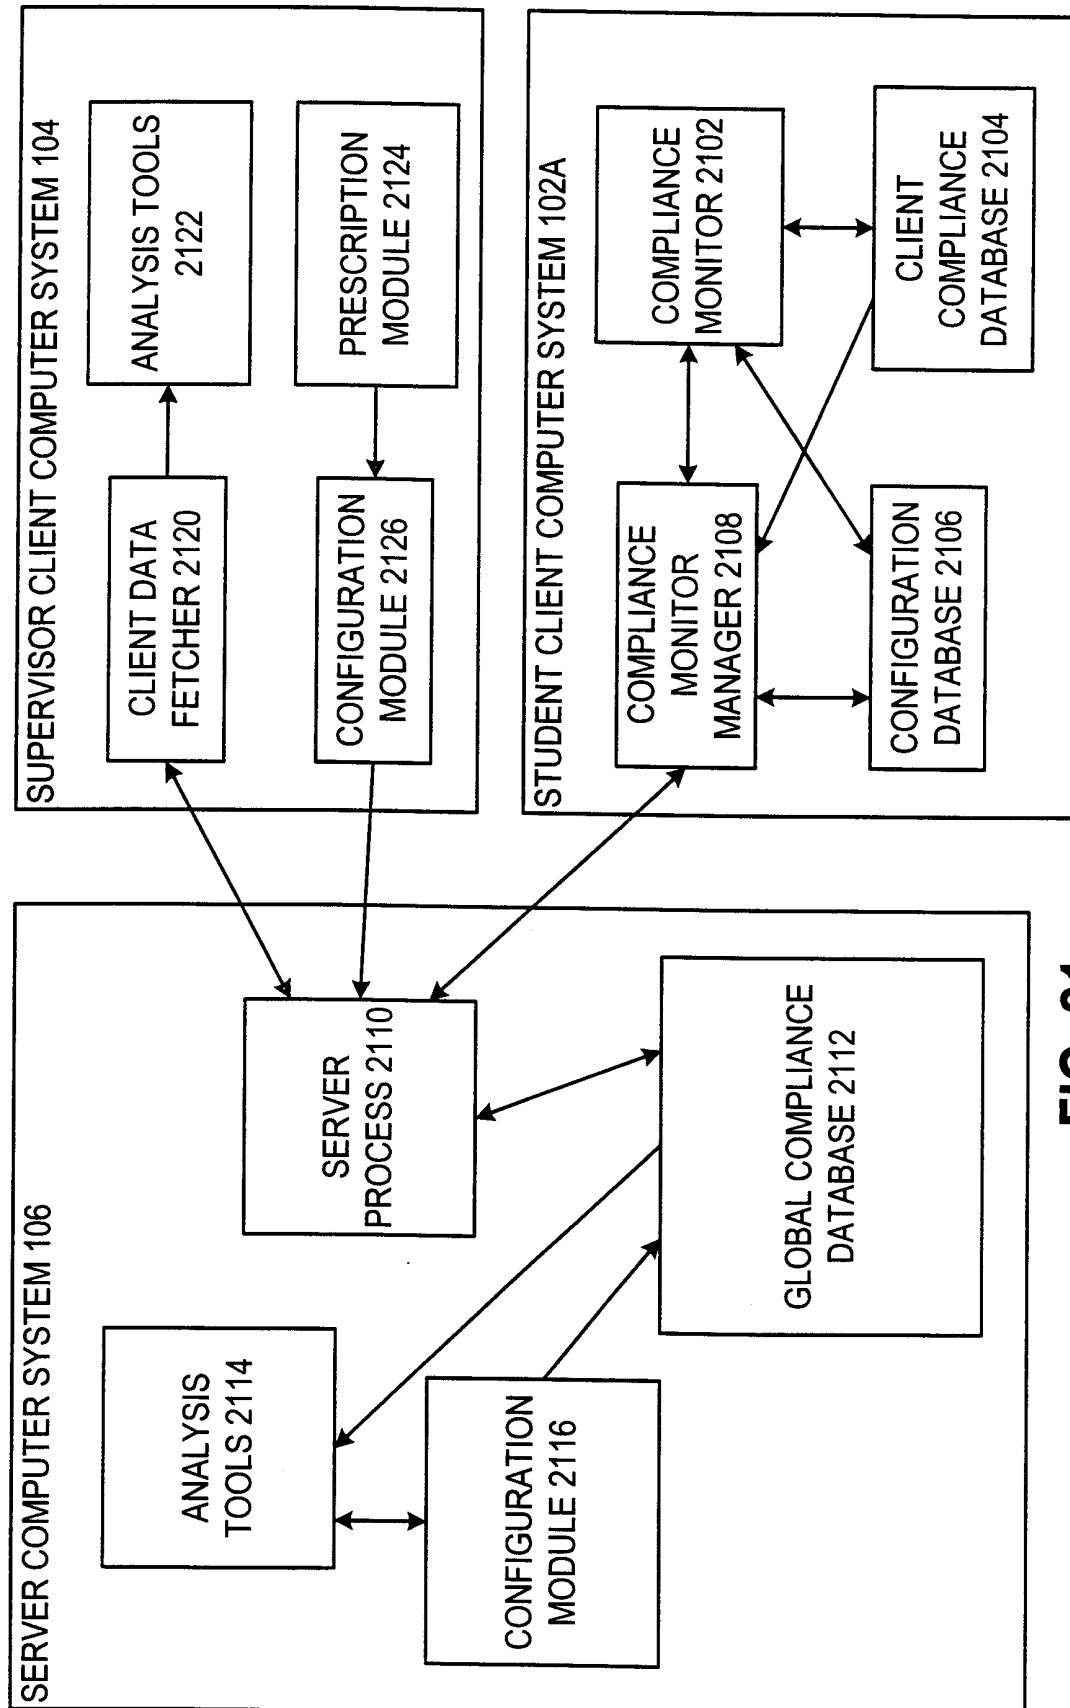 SERVER COMPUTER SYSTEM 106
ANALYSIS
TOOLS 2114
CONFIGURATION
MODULE 2116
SERVER
PROCESS 2110
GLOBAL COMPLIANCE
DATABASE 2112
SUPERVISOR CLIENT COMPUTER SYSTEM 104
CLIENT DATA
FETCHER 2120
ANALYSIS TOOLS
2122
CONFIGURATION
MODULE 2126
PRESCRIPTION
MODULE 2124
STUDENT CLIENT COMPUTER SYSTEM 102A
COMPLIANCE
MONITOR
MANAGER 2108
COMPLIANCE
MONITOR 2102
CONFIGURATION
DATABASE 2106
CLIENT
COMPLIANCE
DATABASE 2104